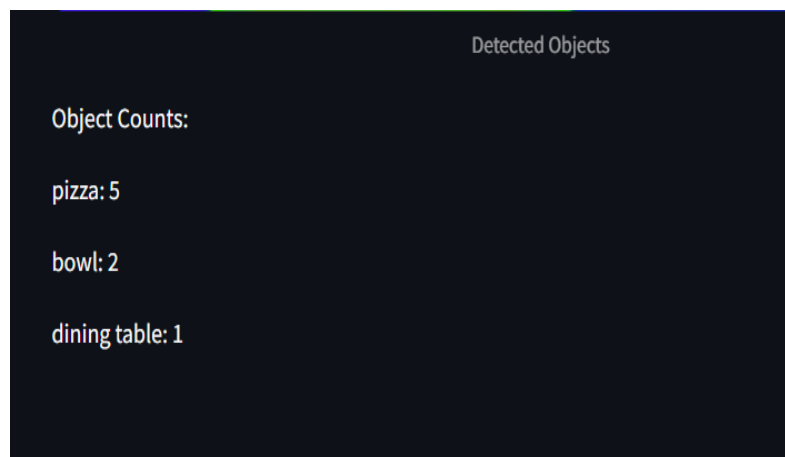 Detected Objects
Object Counts:
pizza: 5
bowl: 2
dining table: 1